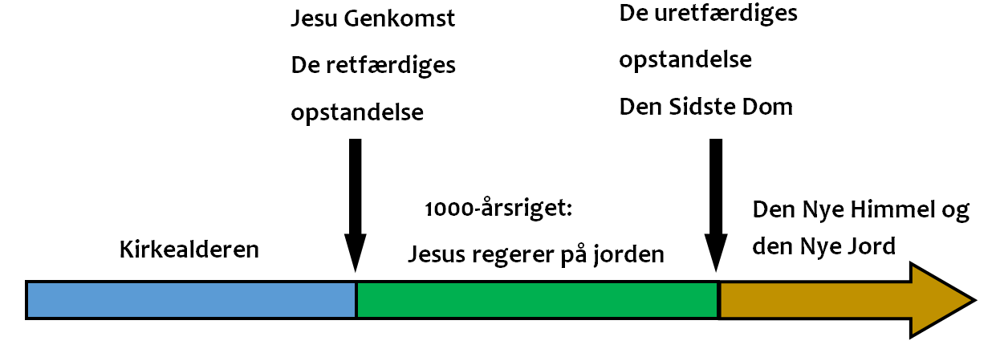 Jesu Genkomst
De retfærdiges
opstandelse
De uretfærdiges
opstandelse
Den Sidste Dom
Kirkealderen
1000-årsriget:
Jesus regerer på jorden
Den Nye Himmel og
den Nye Jord